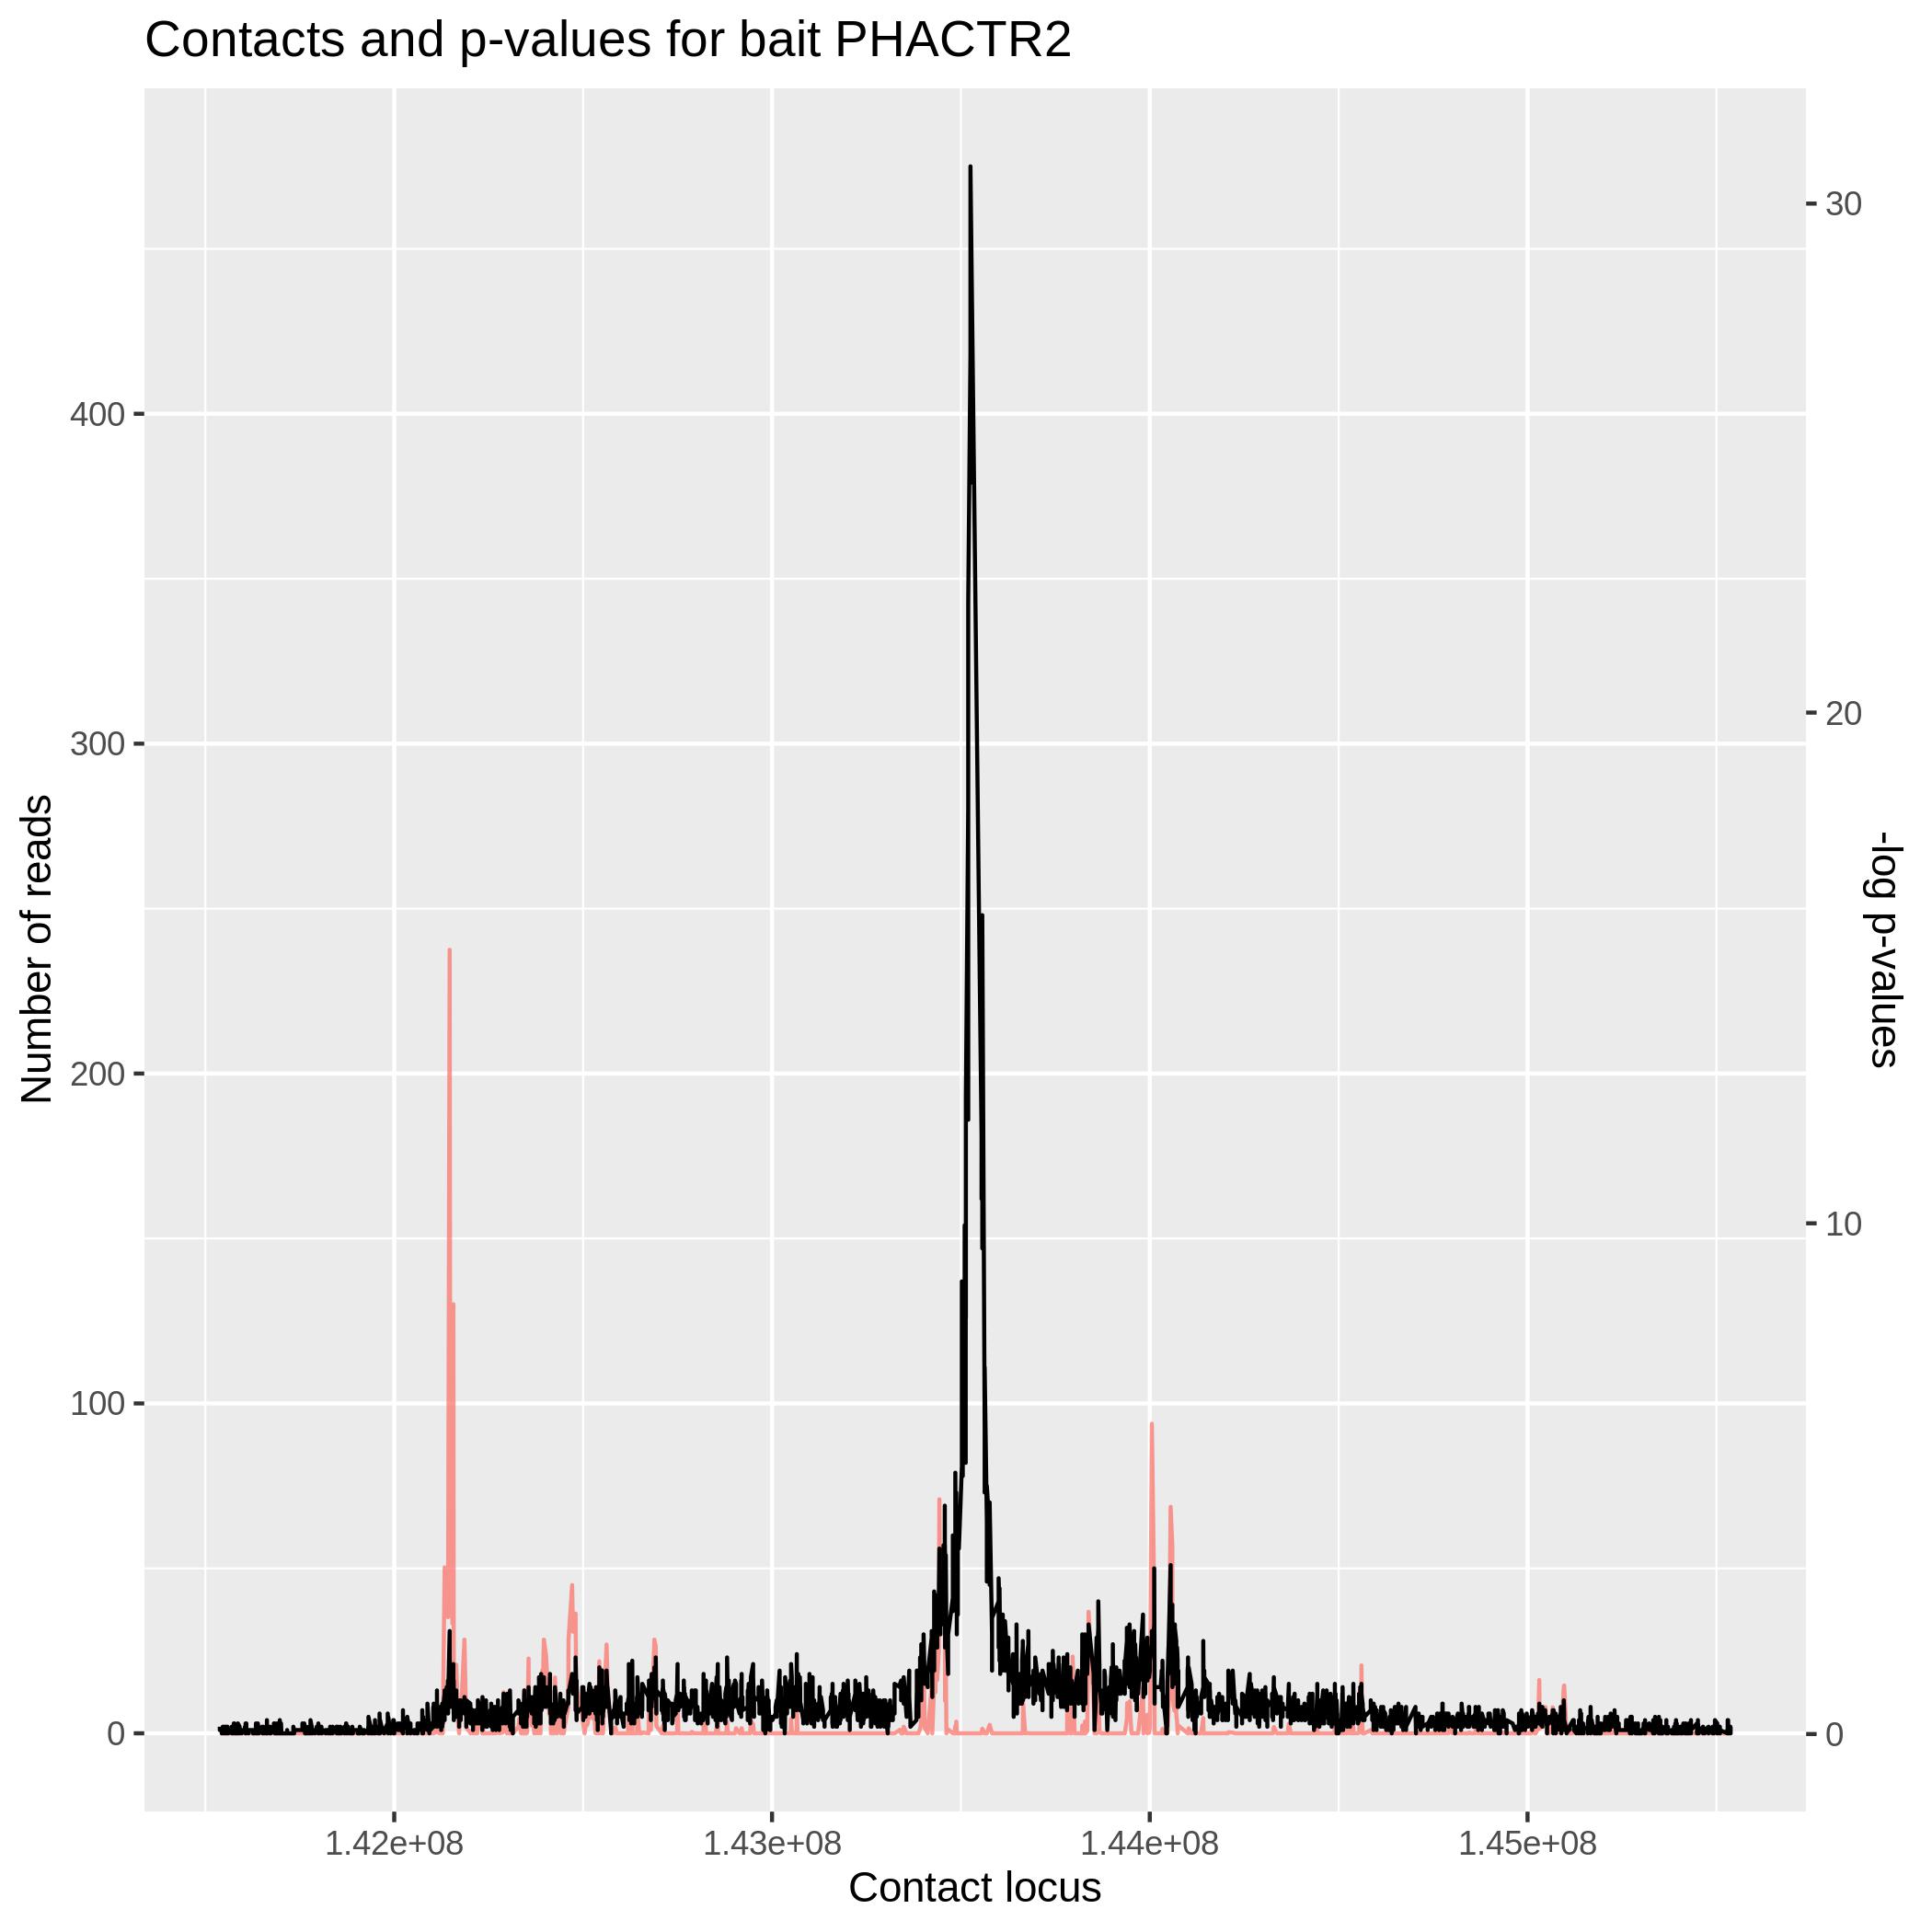 Contacts and p-values for bait PHACTR2
Number of reads
400
300
200
100
0
30
20
10
0
-log p-values
1.42e+08
1.43e+08
1.44e+08
1.45e+08
Contact locus